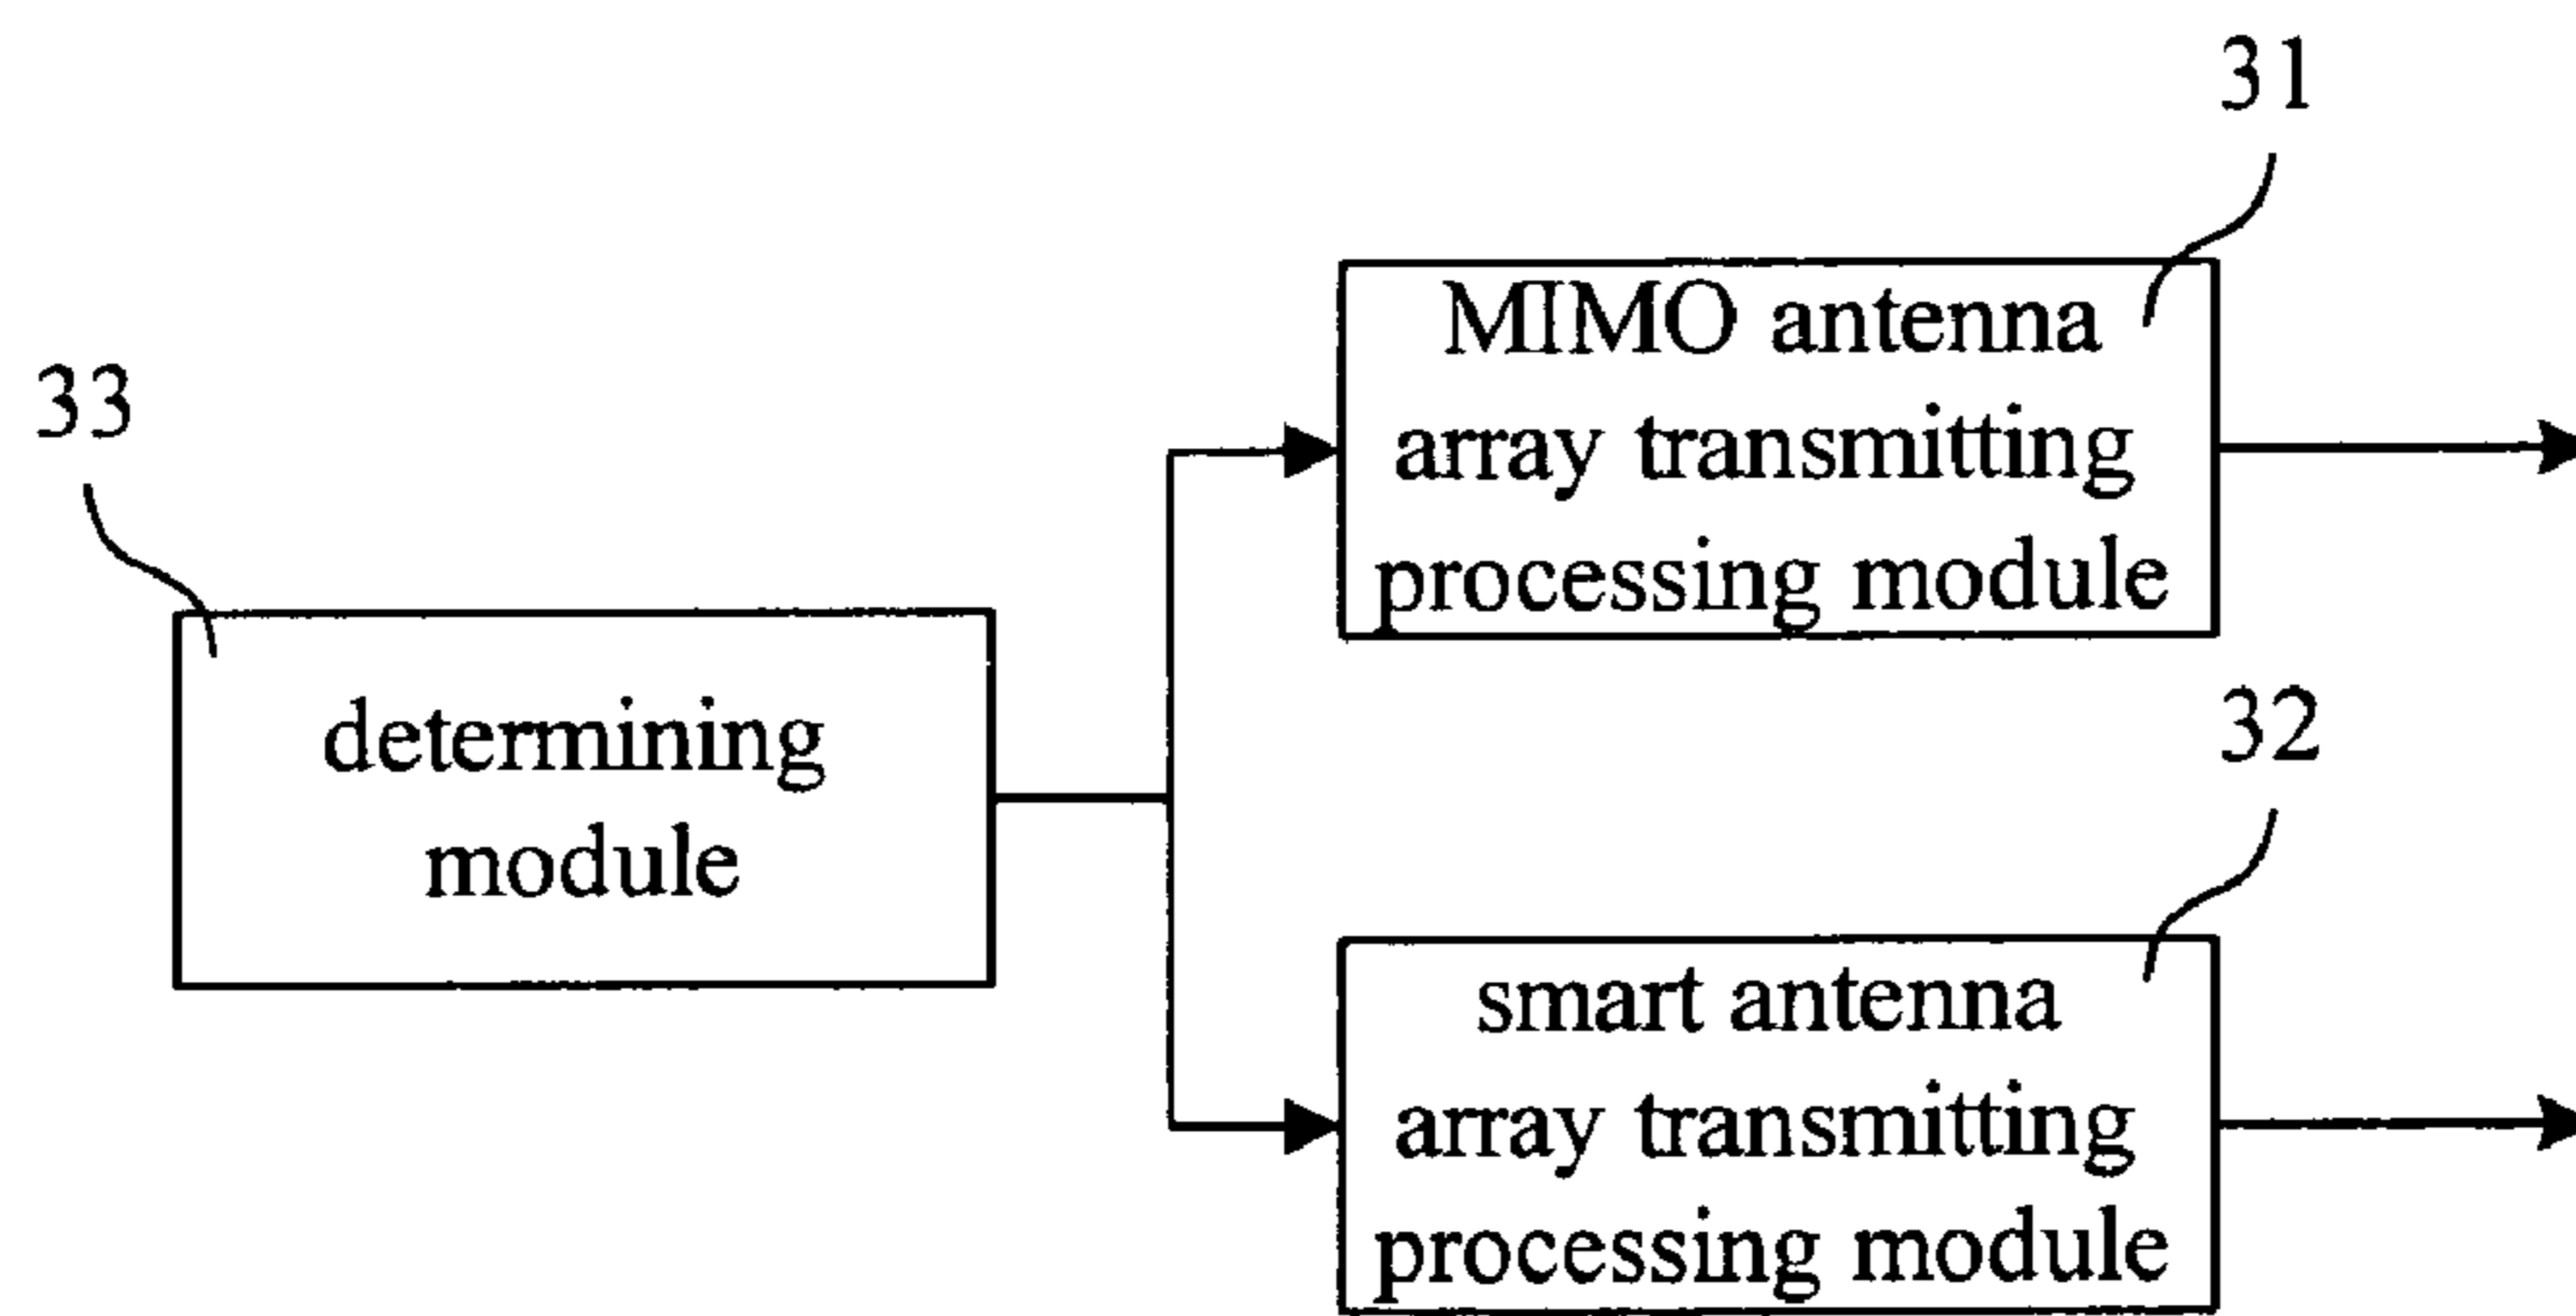 31
MIMO antenna
array transmitting
processing module
33
determining
module
32
smart antenna
array transmitting
processing module